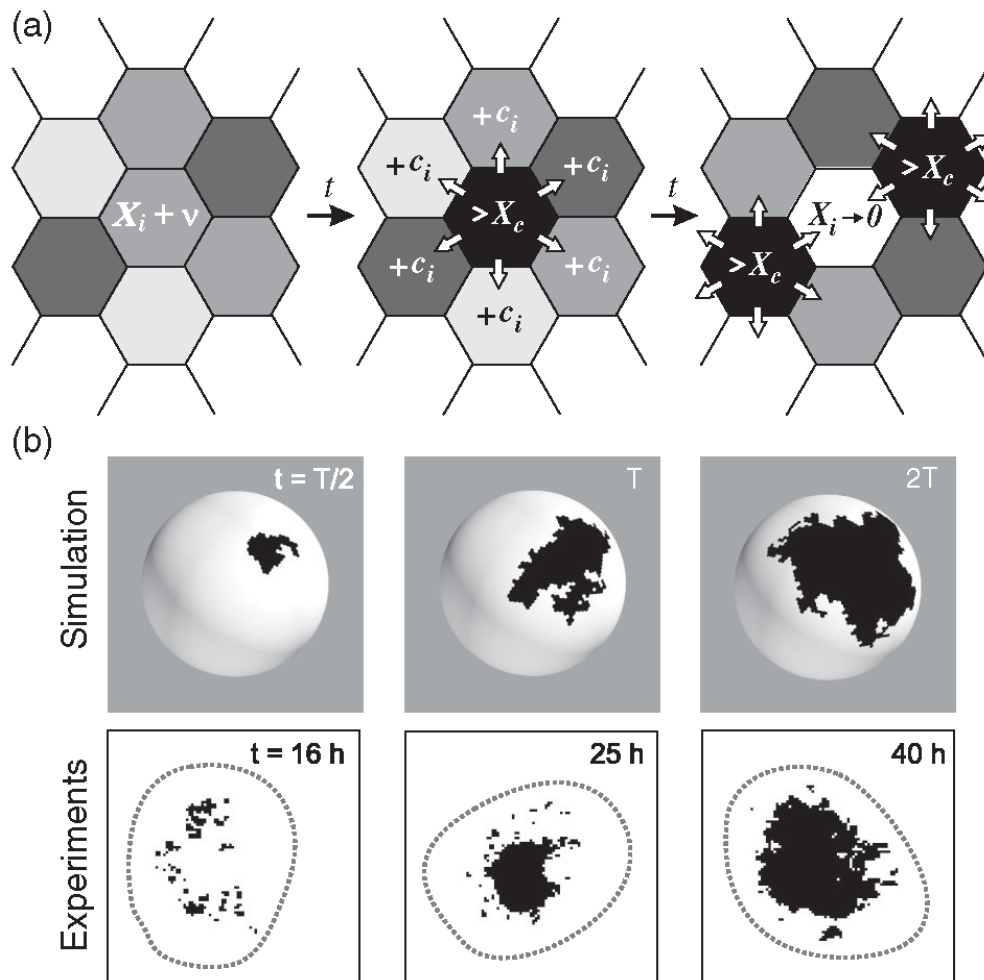 (a)
+c_i
+c_i +c_i
X_i + ν t > X_c t X_i → 0 > X_c
+c_i +c_i > X_c
+c_i
(b)
Simulation
t = T/2 T 2T
Experiments
t = 16 h 25 h 40 h